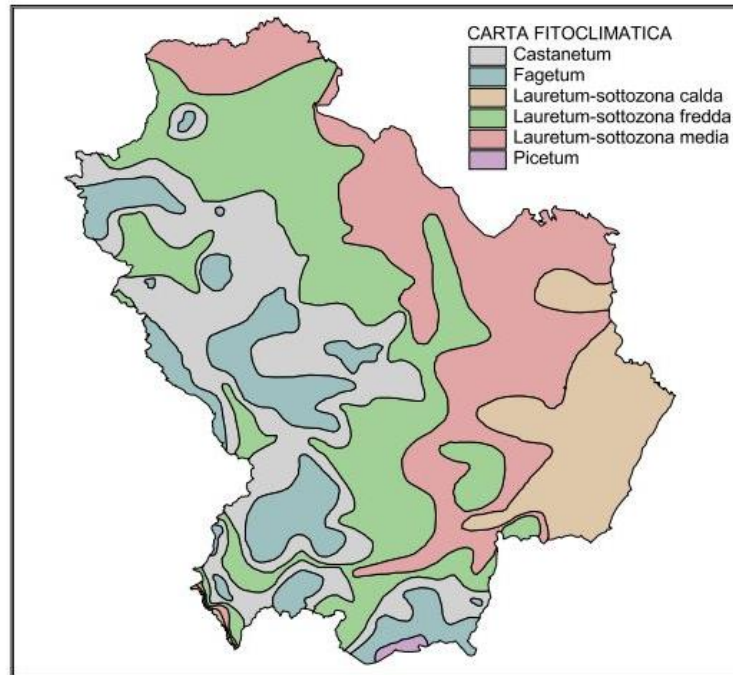 CARTA FITOCLIMATICA
Castanetum
Fagetum
Lauretum-sottozona calda
Lauretum-sottozona fredda
Lauretum-sottozona media
Picetum